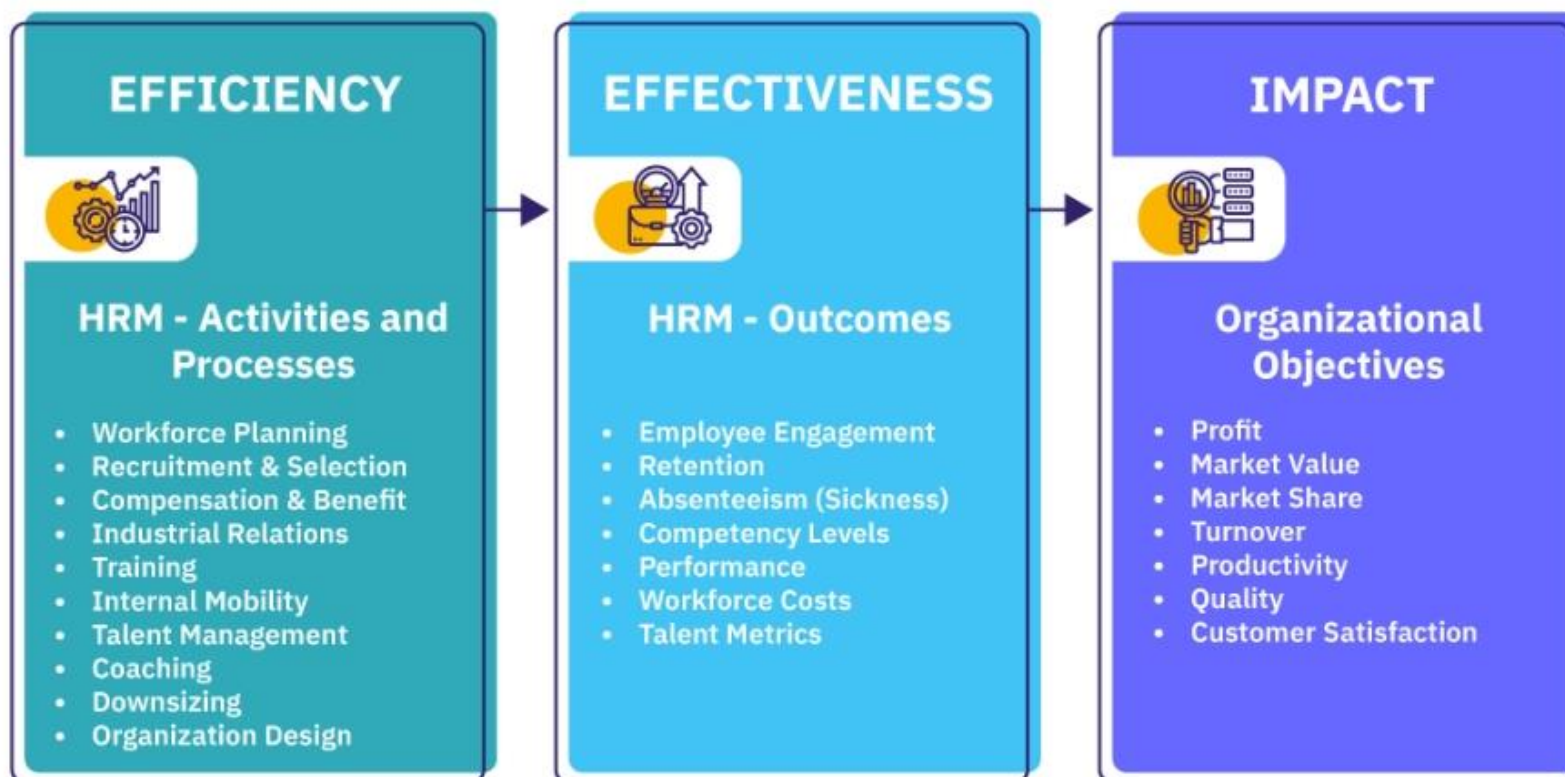 EFFICIENCY
HRM - Activities and
Processes
• Workforce Planning
• Recruitment & Selection
• Compensation & Benefit
• Industrial Relations
• Training
• Internal Mobility
• Talent Management
• Coaching
• Downsizing
• Organization Design
EFFECTIVENESS
HRM - Outcomes
• Employee Engagement
• Retention
• Absenteeism (Sickness)
• Competency Levels
• Performance
• Workforce Costs
• Talent Metrics
IMPACT
Organizational
Objectives
• Profit
• Market Value
• Market Share
• Turnover
• Productivity
• Quality
• Customer Satisfaction